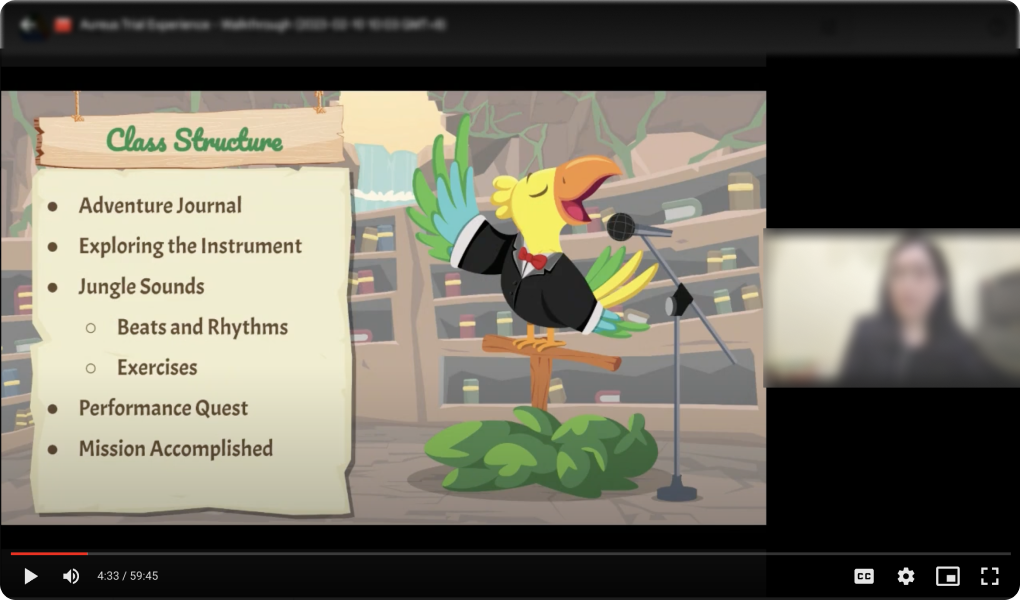 Class Structure
● Adventure Journal
● Exploring the Instrument
● Jungle Sounds
○ Beats and Rhythms
○ Exercises
● Performance Quest
● Mission Accomplished
4:33 / 59:45
CC